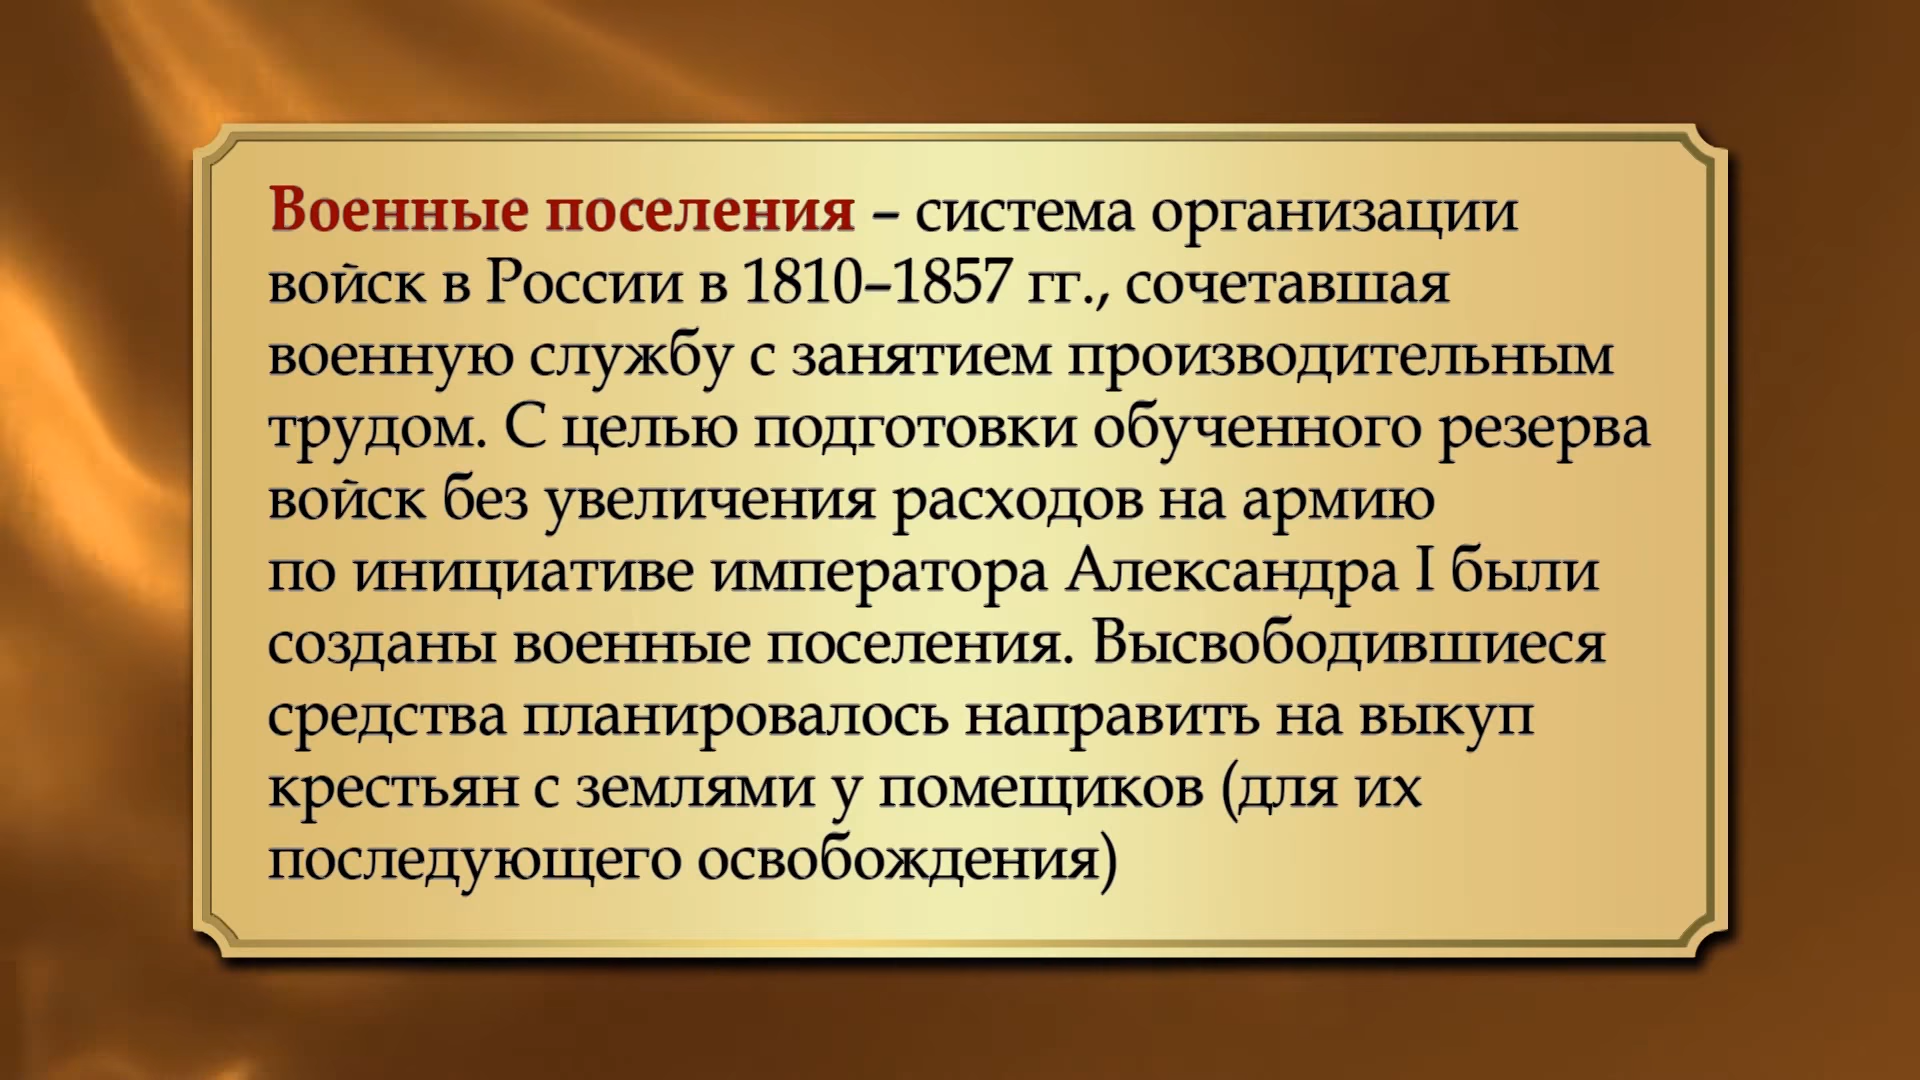 Военные поселения – система организации
войск в России в 1810–1857 гг., сочетавшая
военную службу с занятием производительным
трудом. С целью подготовки обученного резерва
войск без увеличения расходов на армию
по инициативе императора Александра I были
созданы военные поселения. Высвободившиеся
средства планировалось направить на выкуп
крестьян с землями у помещиков (для их
последующего освобождения)